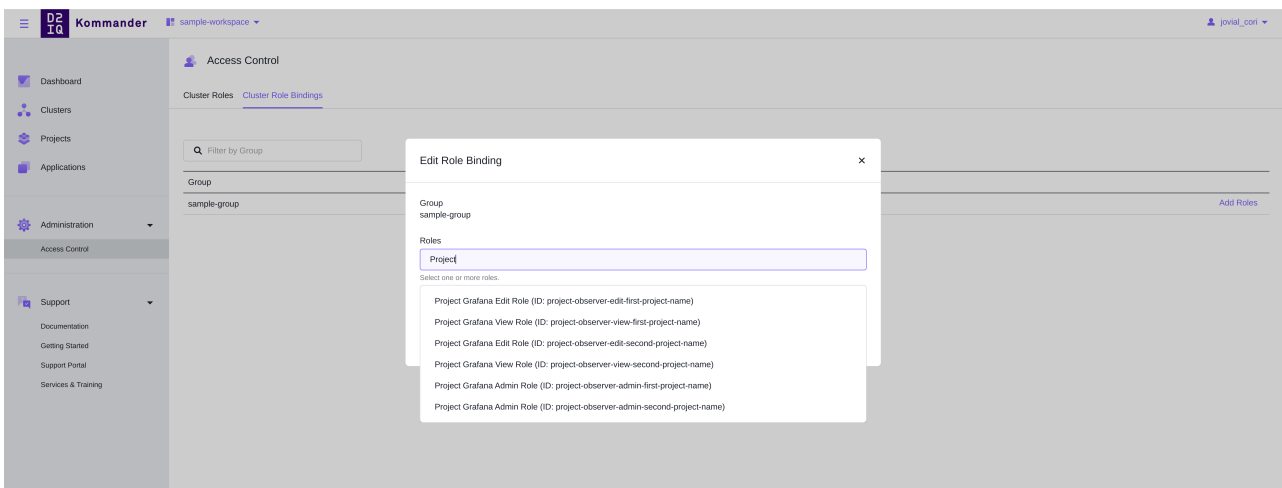 D2 IQ Kommander sample-workspace jovial_cori
Access Control
Cluster Roles Cluster Role Bindings
Dashboard
Clusters
Projects
Applications
Administration
Access Control
Support
Documentation
Getting Started
Support Portal
Services & Training
Filter by Group
Group
sample-group Add Roles
Edit Role Binding
Group
sample-group
Roles
Project
Select one or more roles.
Project Grafana Edit Role (ID: project-observer-edit-first-project-name)
Project Grafana View Role (ID: project-observer-view-first-project-name)
Project Grafana Edit Role (ID: project-observer-edit-second-project-name)
Project Grafana View Role (ID: project-observer-view-second-project-name)
Project Grafana Admin Role (ID: project-observer-admin-first-project-name)
Project Grafana Admin Role (ID: project-observer-admin-second-project-name)